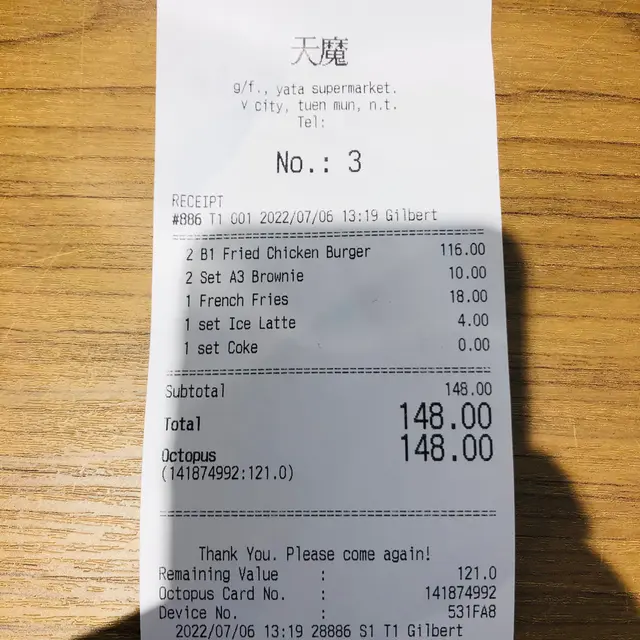 天魔
g/f., yata supermarket.
v city, tuen mun, n.t.
Tel:
No.: 3
RECEIPT
#886 T1 001 2022/07/06 13:19 Gilbert
2 B1 Fried Chicken Burger 116.00
2 Set A3 Brownie 10.00
1 French Fries 18.00
1 set Ice Latte 4.00
1 set Coke 0.00
Subtotal 148.00
Total 148.00
Octopus 148.00
(141874992:121.0)
Thank You. Please come again!
Remaining Value : 121.0
Octopus Card No. : 141874992
Device No. : 531FA8
2022/07/06 13:19 28886 S1 T1 Gilbert